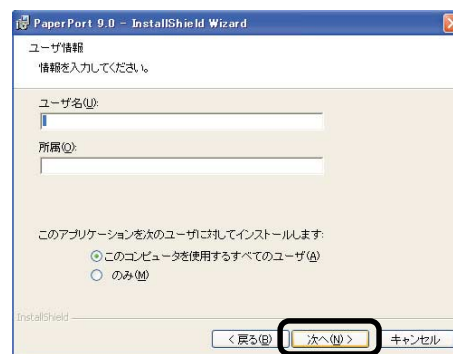 PaperPort 9.0 - InstallShield Wizard
ユーザ情報
情報を入力してください。
ユーザ名(U):
所属(O):
このアプリケーションを次のユーザに対してインストールします:
このコンピュータを使用するすべてのユーザ(A)
のみ(M)
InstallShield
< 戻る(B) 次へ(N) > キャンセル